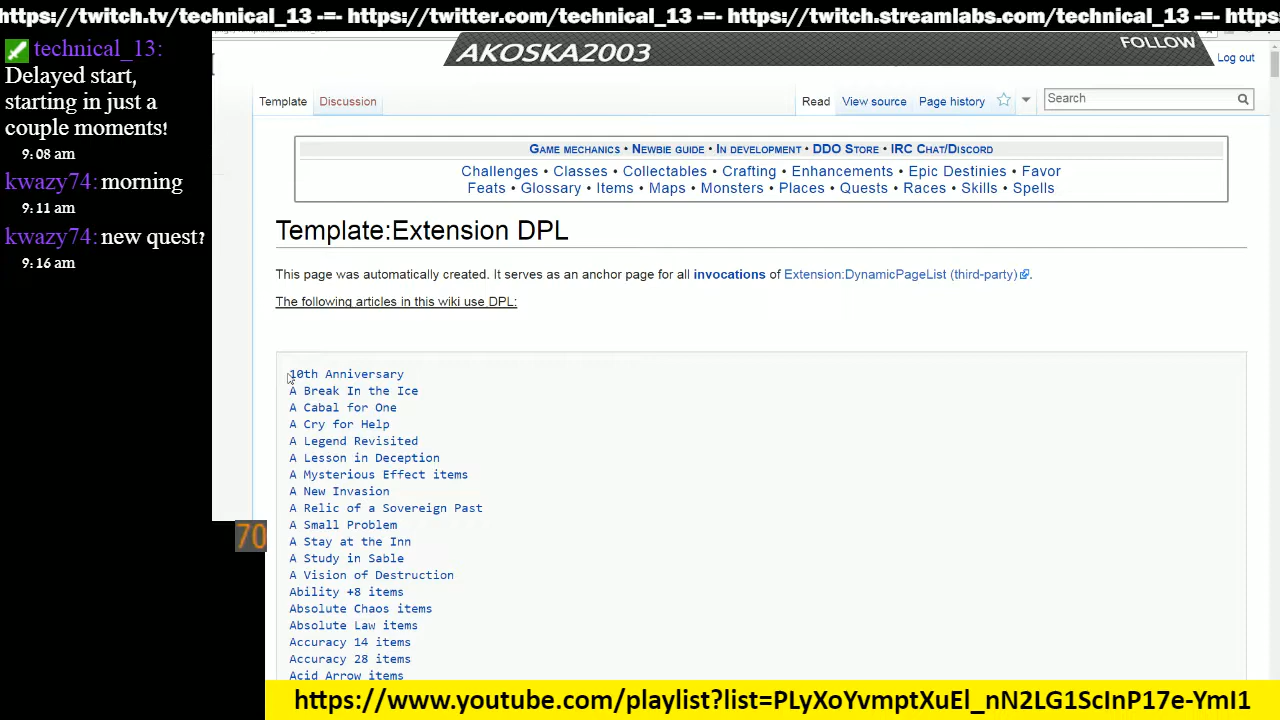 https://twitch.tv/technical_13 -=- https://twitter.com/technical_13 -=- https://twitch.streamlabs.com/technical_13 -=- https
technical_13:
Delayed start,
starting in just a
couple moments!
9:08 am
kwazy74: morning
9:11 am
kwazy74: new quest?
9:16 am
AKOSKA2003
FOLLOW
Log out
Template
Discussion
Read
View source
Page history
Search
Game mechanics • Newbie guide • In development • DDO Store • IRC Chat/Discord
Challenges • Classes • Collectables • Crafting • Enhancements • Epic Destinies • Favor
Feats • Glossary • Items • Maps • Monsters • Places • Quests • Races • Skills • Spells
Template:Extension DPL
This page was automatically created. It serves as an anchor page for all invocations of Extension:DynamicPageList (third-party).
The following articles in this wiki use DPL:
10th Anniversary
A Break In the Ice
A Cabal for One
A Cry for Help
A Legend Revisited
A Lesson in Deception
A Mysterious Effect items
A New Invasion
A Relic of a Sovereign Past
A Small Problem
A Stay at the Inn
A Study in Sable
A Vision of Destruction
Ability +8 items
Absolute Chaos items
Absolute Law items
Accuracy 14 items
Accuracy 28 items
Acid Arrow items
70
https://www.youtube.com/playlist?list=PLyXoYvmptXuEl_nN2LG1ScInP17e-YmI1